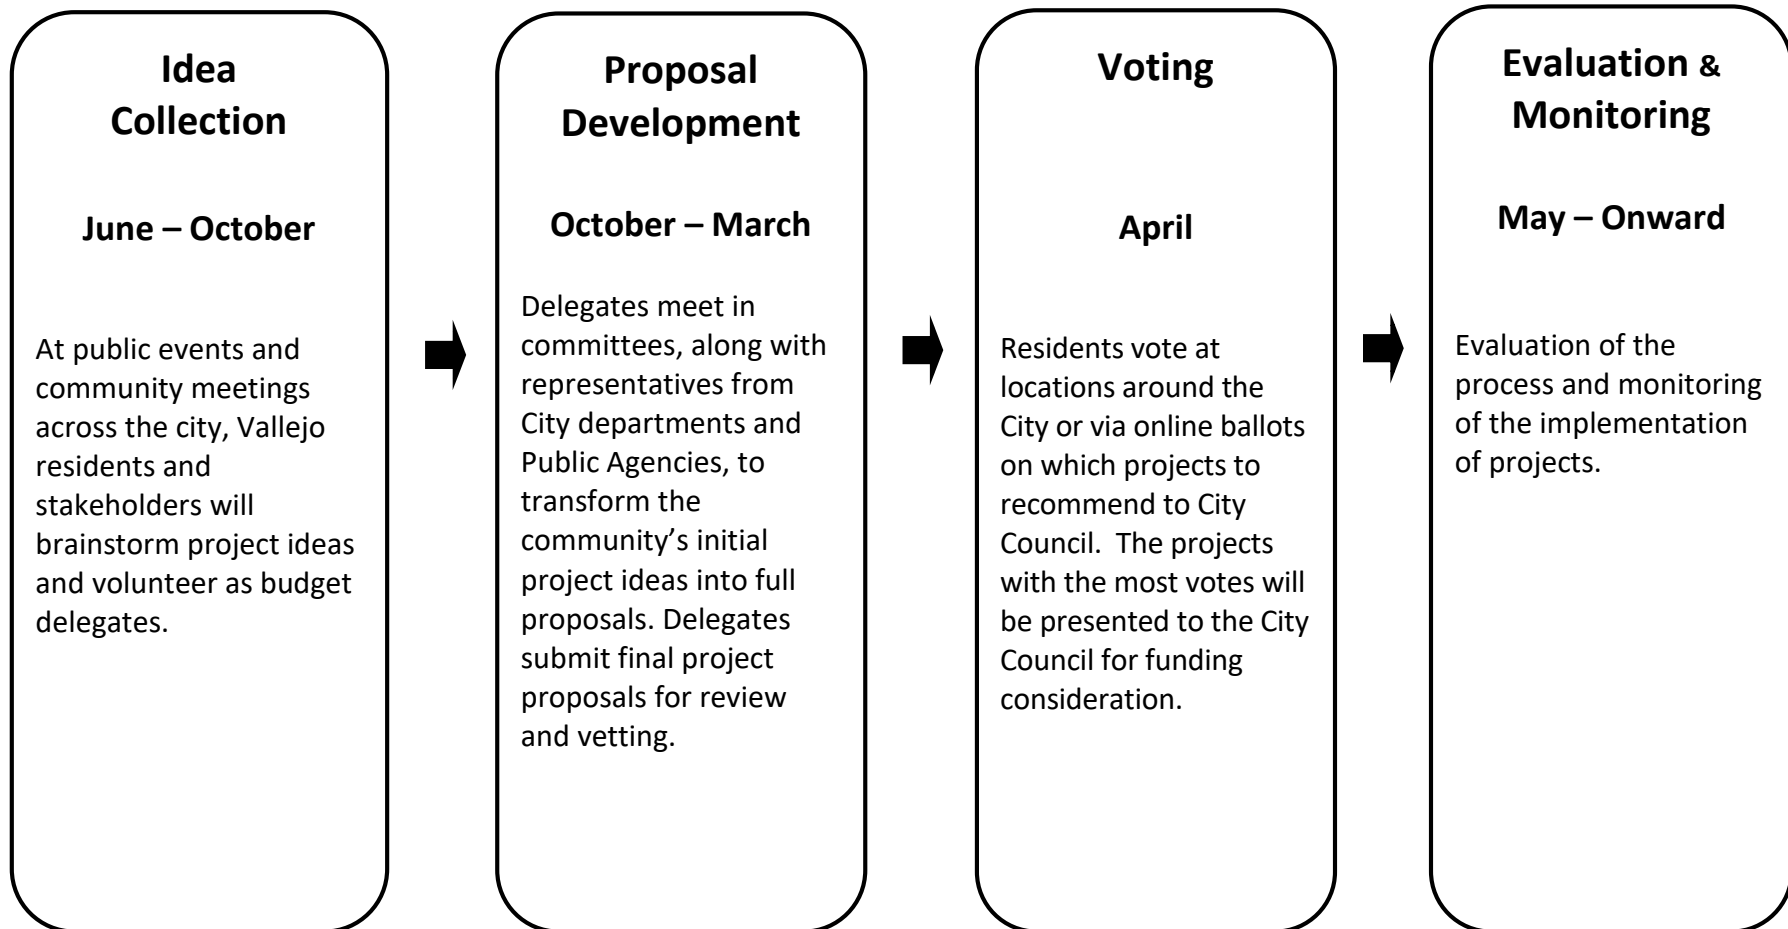 Idea
Collection
June – October
At public events and
community meetings
across the city, Vallejo
residents and
stakeholders will
brainstorm project ideas
and volunteer as budget
delegates.
Proposal
Development
October – March
Delegates meet in
committees, along with
representatives from
City departments and
Public Agencies, to
transform the
community’s initial
project ideas into full
proposals. Delegates
submit final project
proposals for review
and vetting.
Voting
April
Residents vote at
locations around the
City or via online ballots
on which projects to
recommend to City
Council.  The projects
with the most votes will
be presented to the City
Council for funding
consideration.
Evaluation &
Monitoring
May – Onward
Evaluation of the
process and monitoring
of the implementation
of projects.